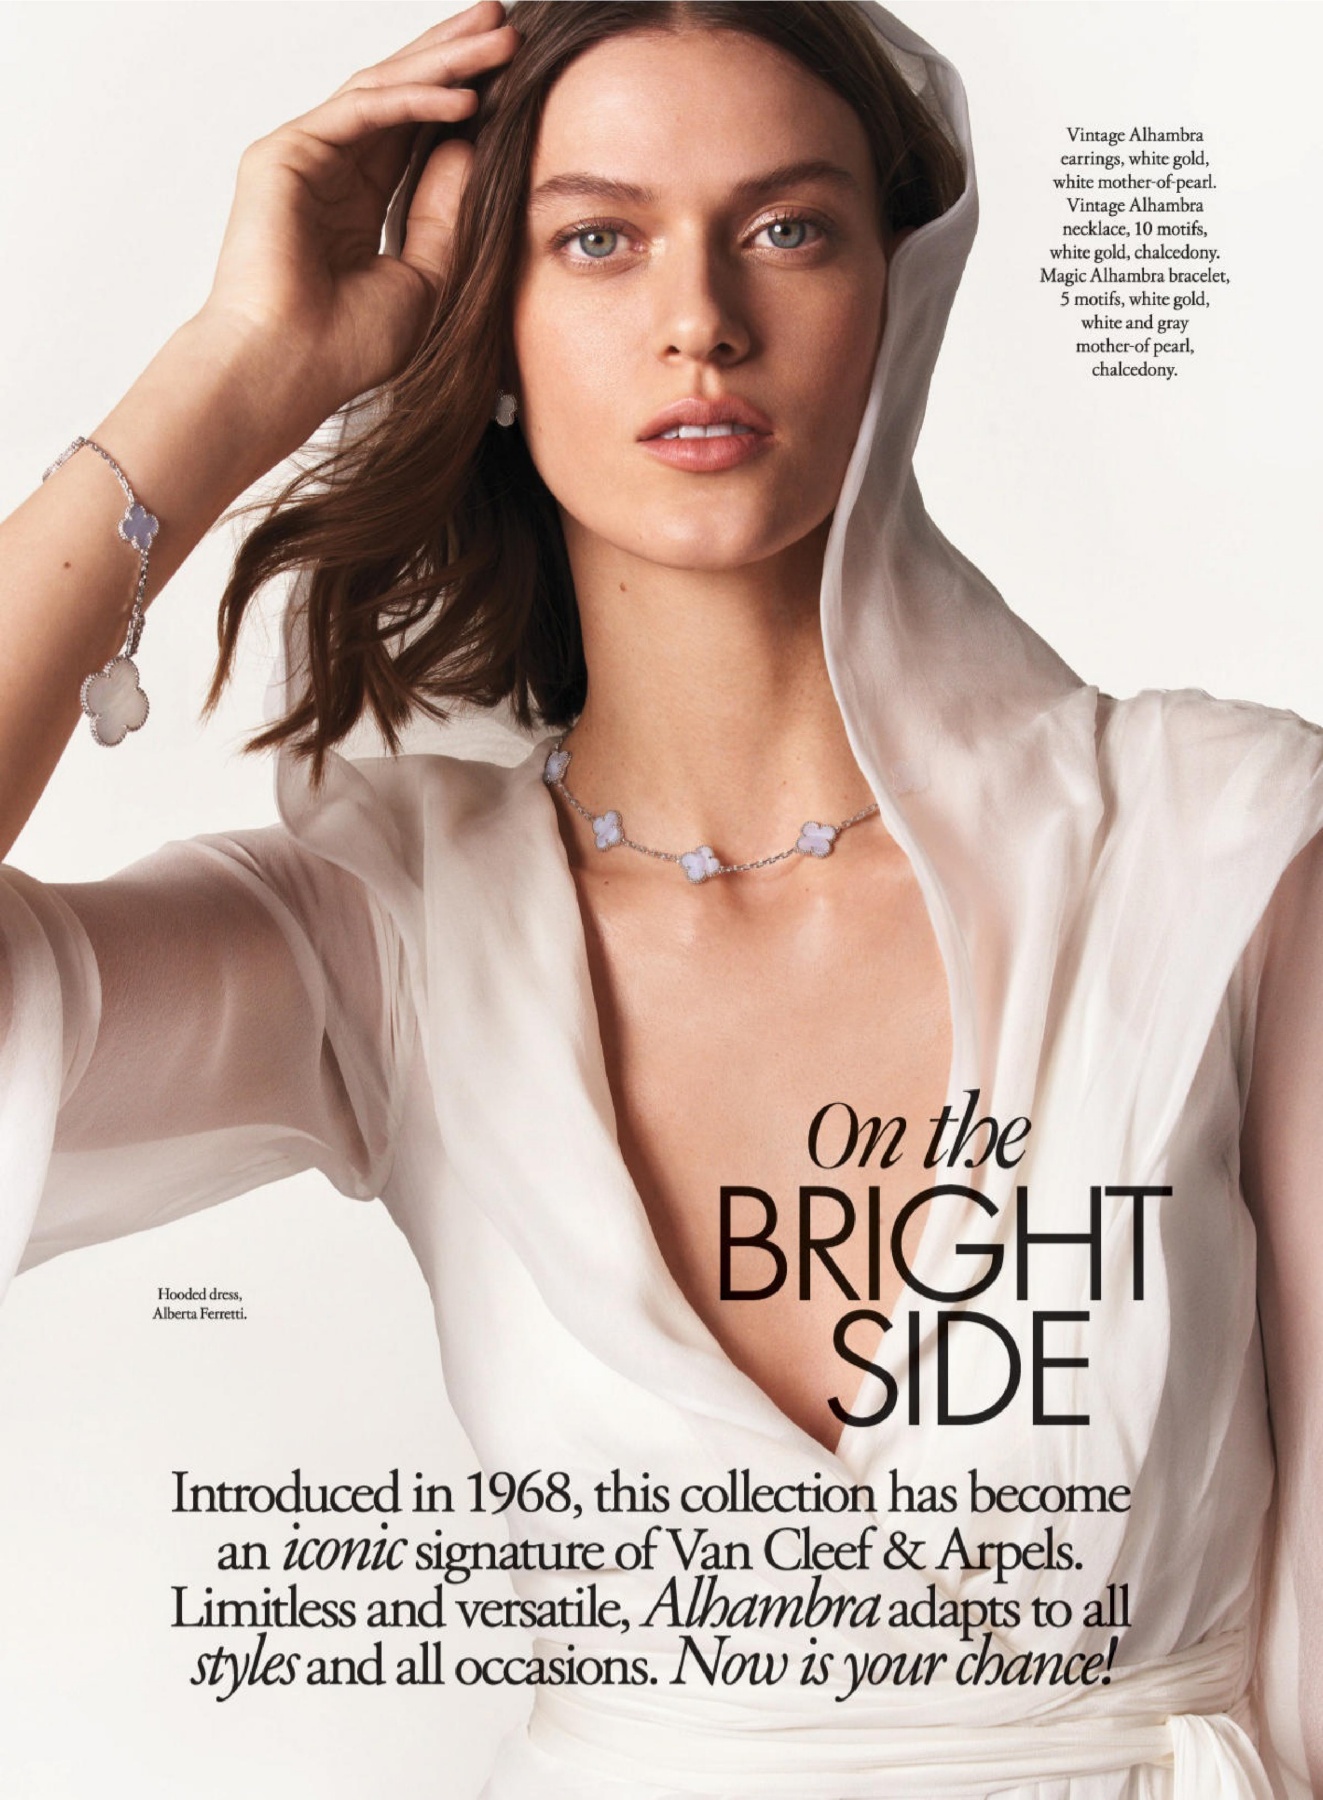 Vintage Alhambra
earrings, white gold,
white mother-of-pearl.
Vintage Alhambra
necklace, 10 motifs,
white gold, chalcedony.
Magic Alhambra bracelet,
5 motifs, white gold,
white and gray
mother-of pearl,
chalcedony.
On the
BRIGHT
SIDE
Hooded dress,
Alberta Ferretti.
Introduced in 1968, this collection has become
an iconic signature of Van Cleef & Arpels.
Limitless and versatile, Alhambra adapts to all
styles and all occasions. Now is your chance!